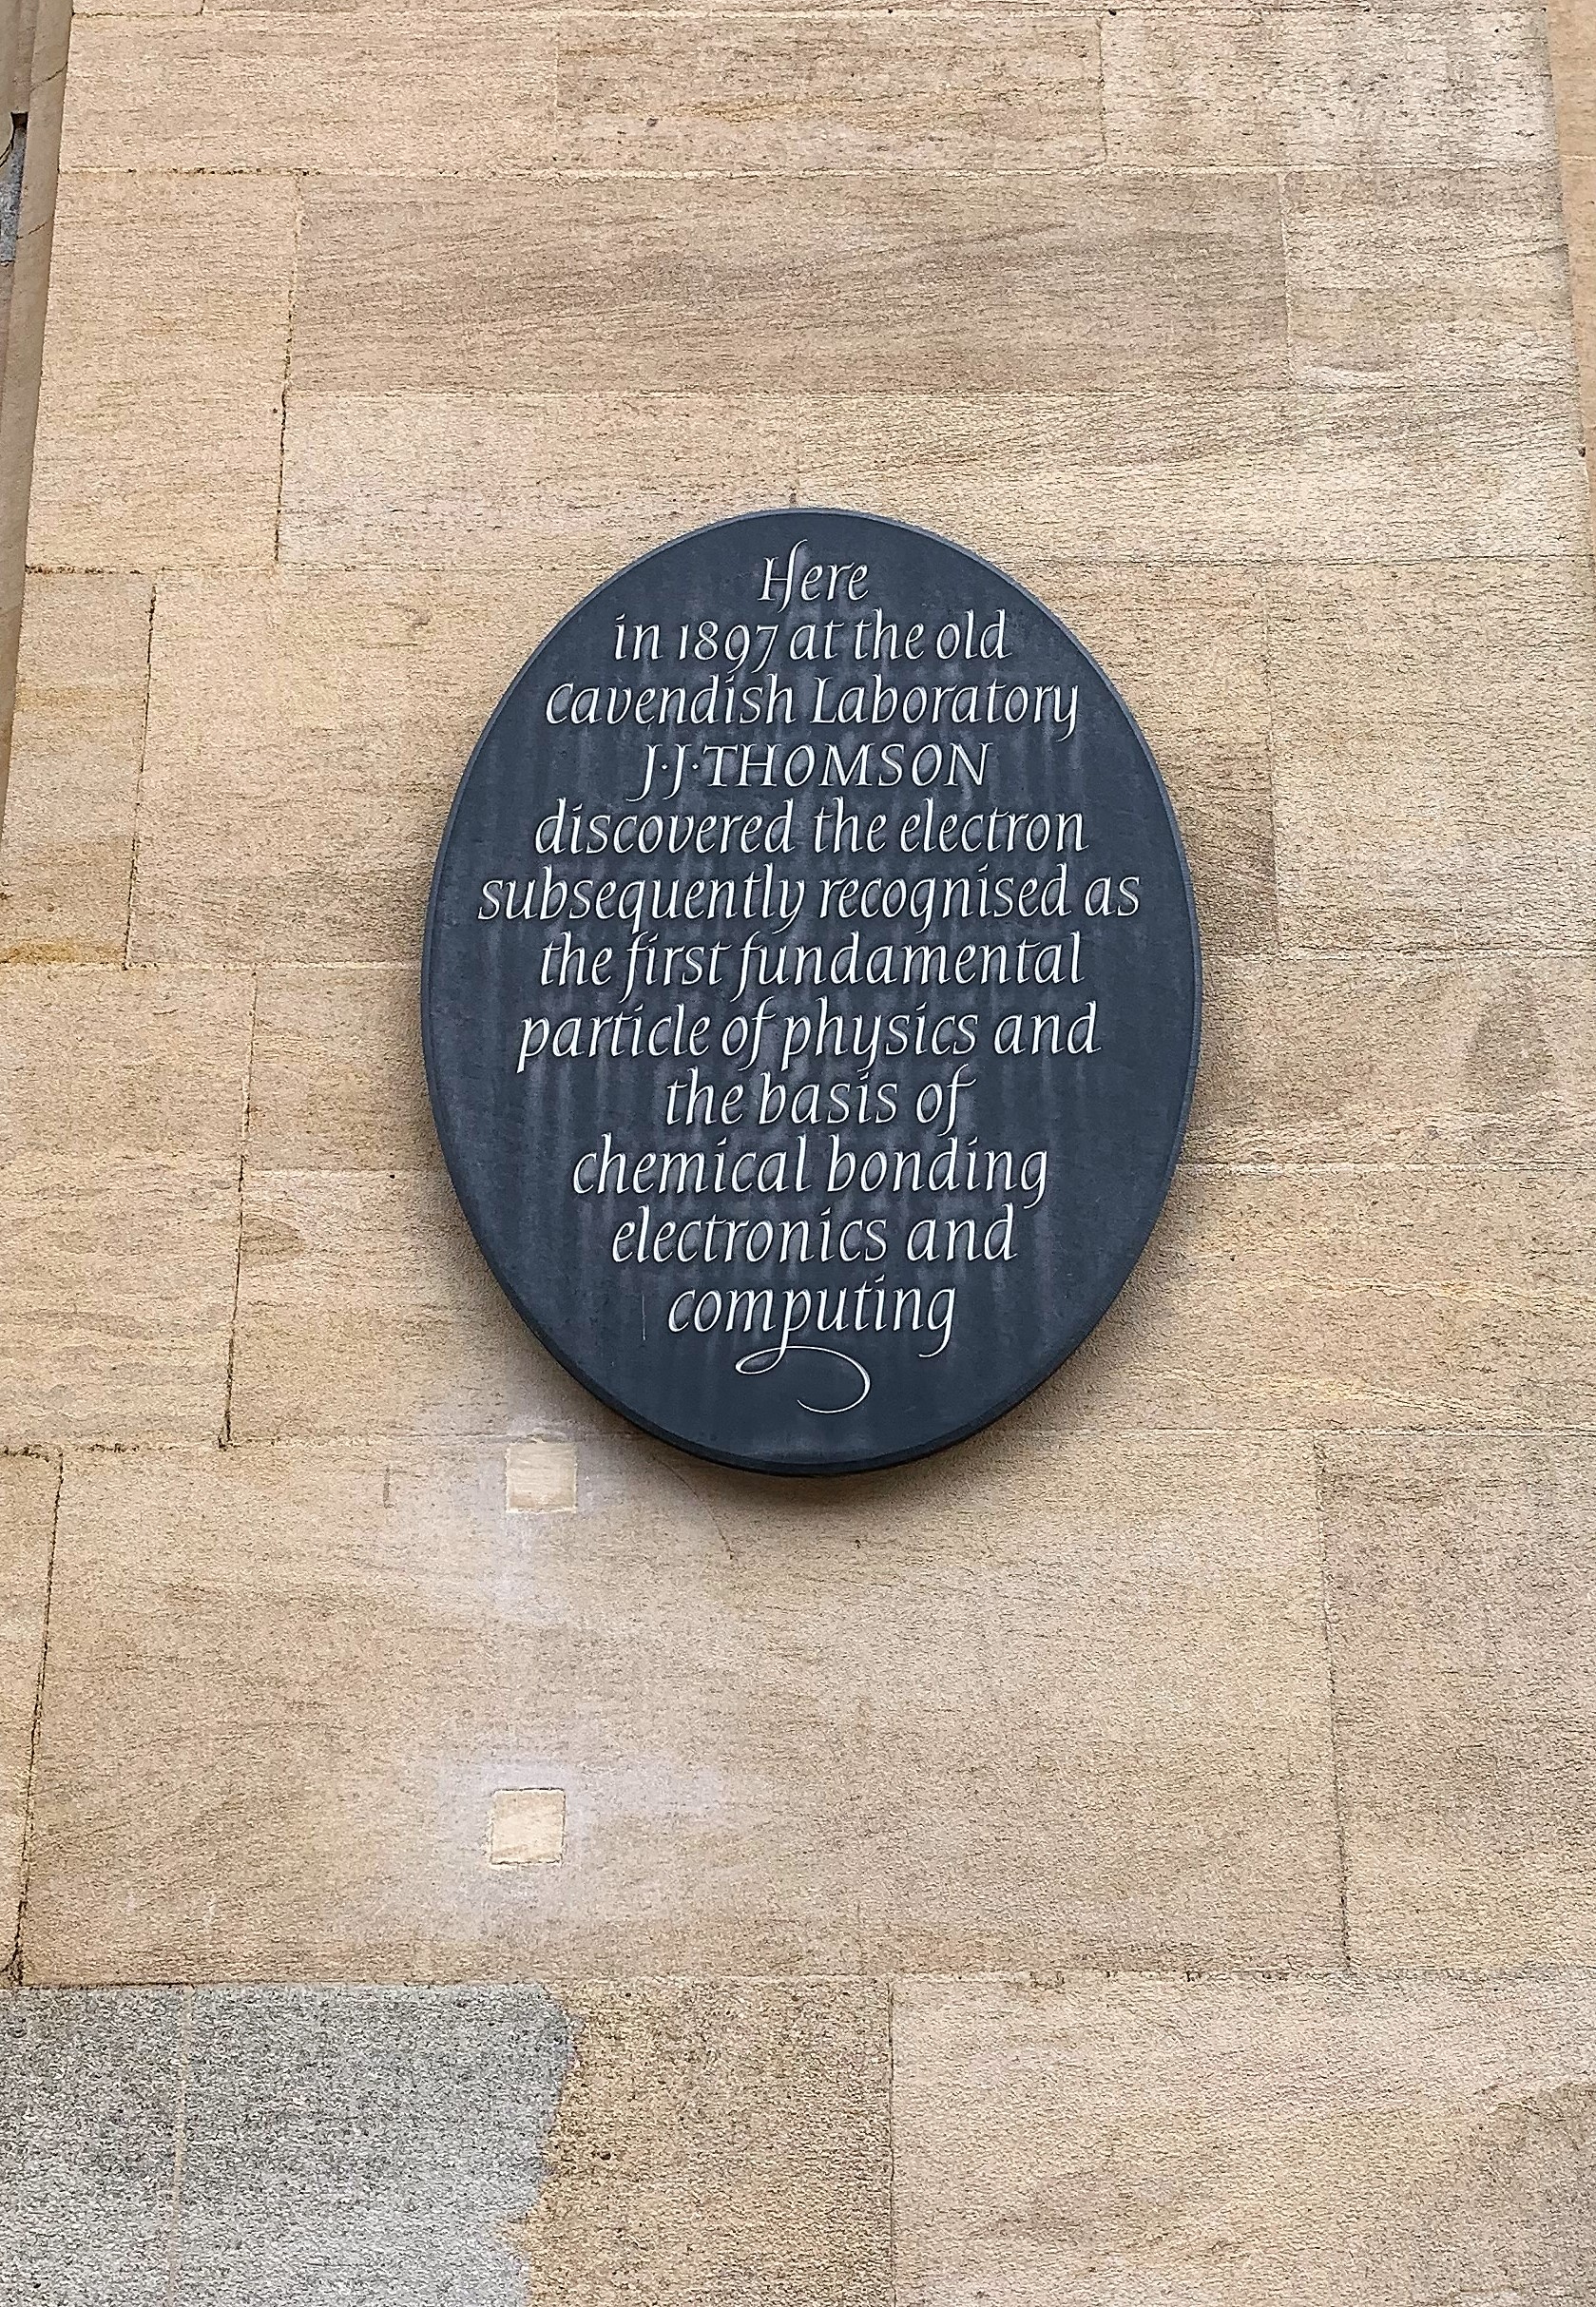 Here
in 1897 at the old
Cavendish Laboratory
J·J·THOMSON
discovered the electron
subsequently recognised as
the first fundamental
particle of physics and
the basis of
chemical bonding
electronics and
computing